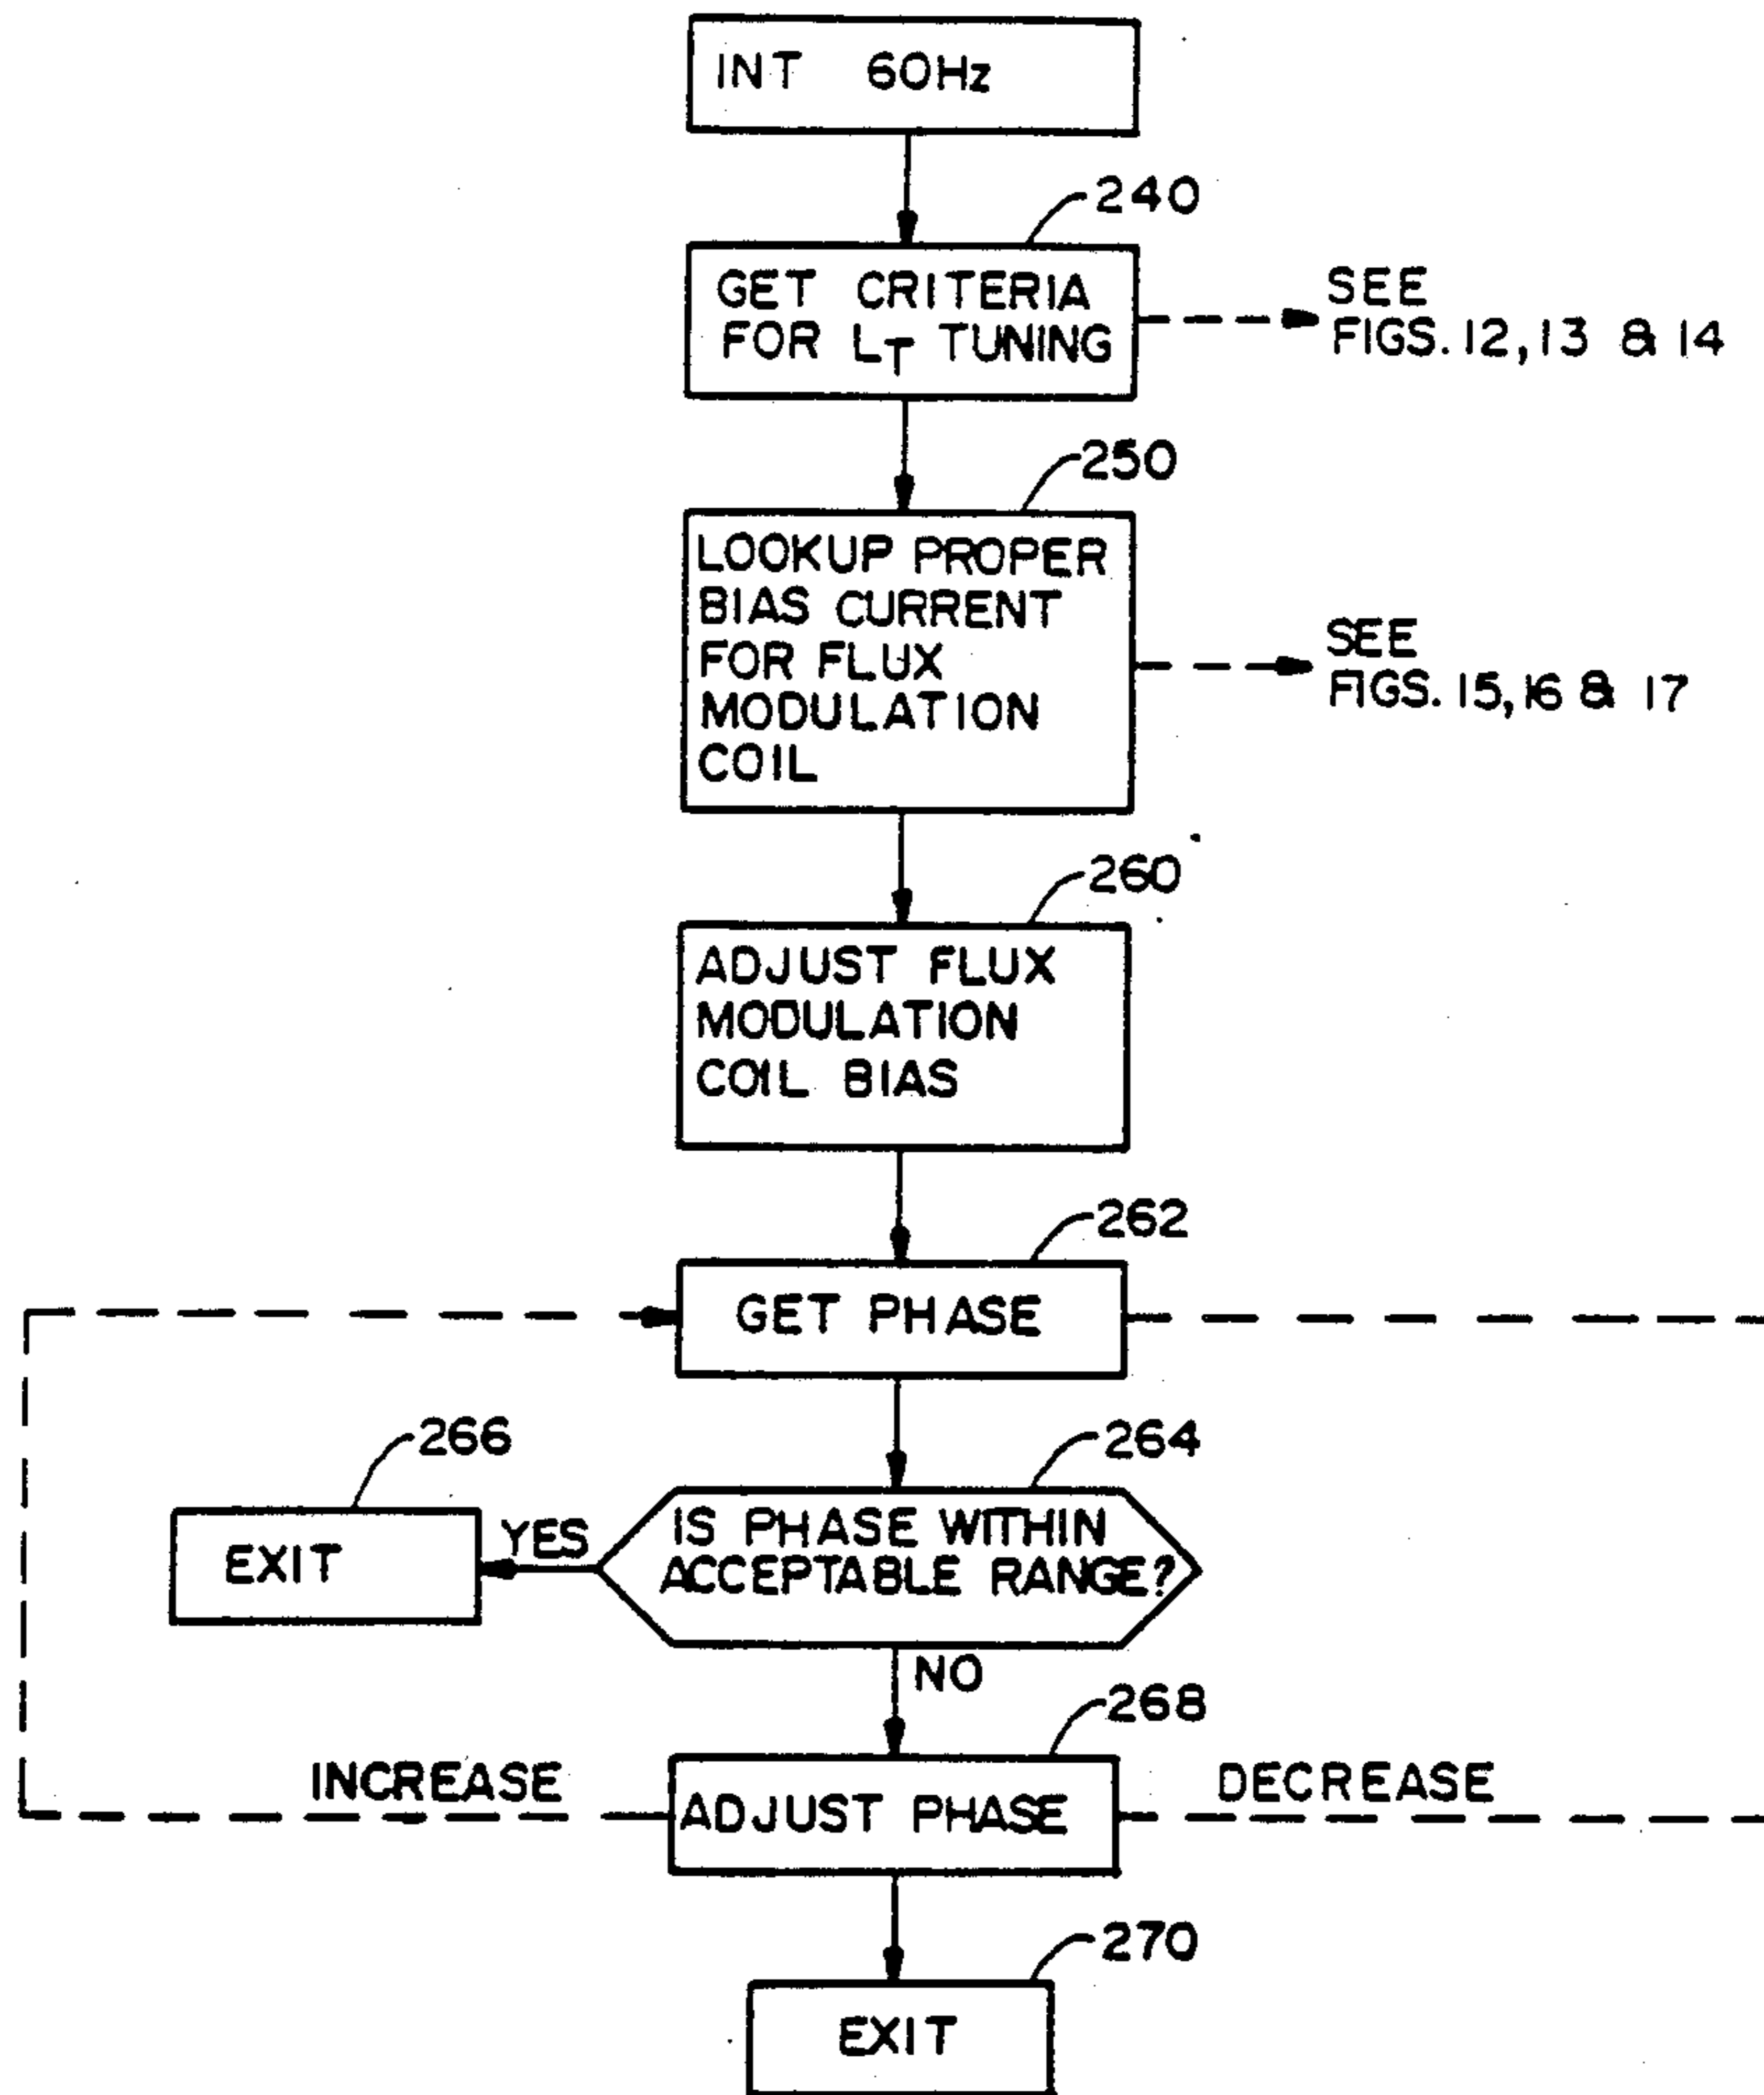 INT 60Hz
240
GET CRITERIA
FOR LT TUNING
SEE
FIGS. 12, 13 & 14
250
LOOKUP PROPER
BIAS CURRENT
FOR FLUX
MODULATION
COIL
SEE
FIGS. 15, 16 & 17
260
ADJUST FLUX
MODULATION
COIL BIAS
262
GET PHASE
266
264
EXIT
YES
IS PHASE WITHIN
ACCEPTABLE RANGE?
NO
268
INCREASE
ADJUST PHASE
DECREASE
270
EXIT